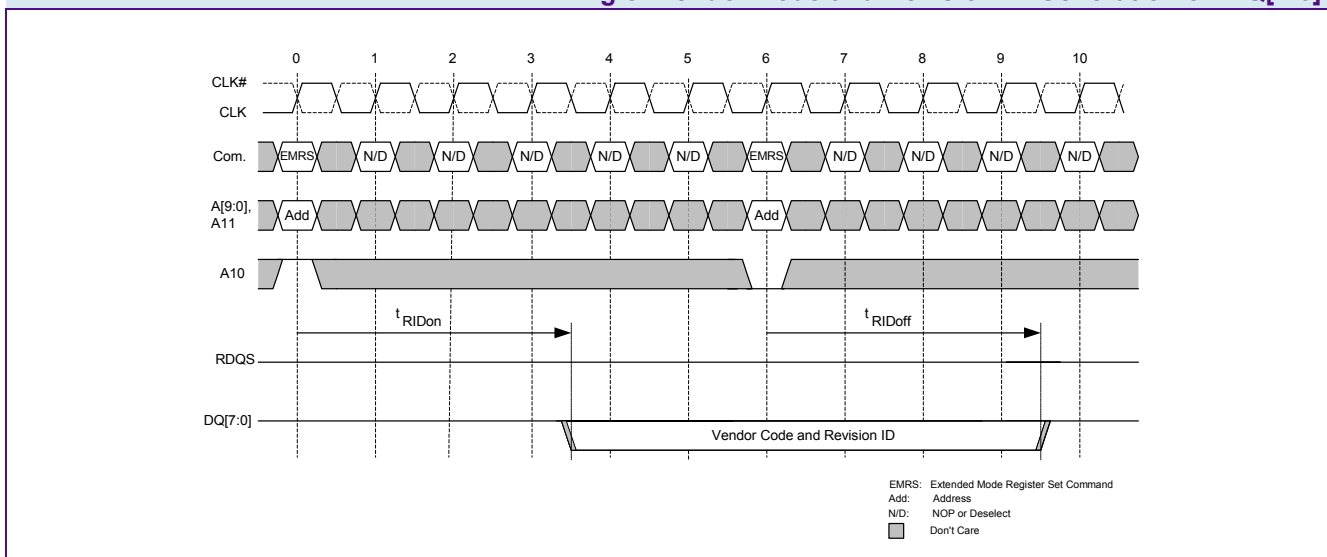 0 1 2 3 4 5 6 7 8 9 10
CLK#
CLK
Com. EMRS N/D N/D N/D N/D N/D EMRS N/D N/D N/D N/D
A[9:0],
A11 Add Add
A10
tRIDon tRIDoff
RDQS
DQ[7:0] Vendor Code and Revision ID
EMRS: Extended Mode Register Set Command
Add: Address
N/D: NOP or Deselect
Don't Care